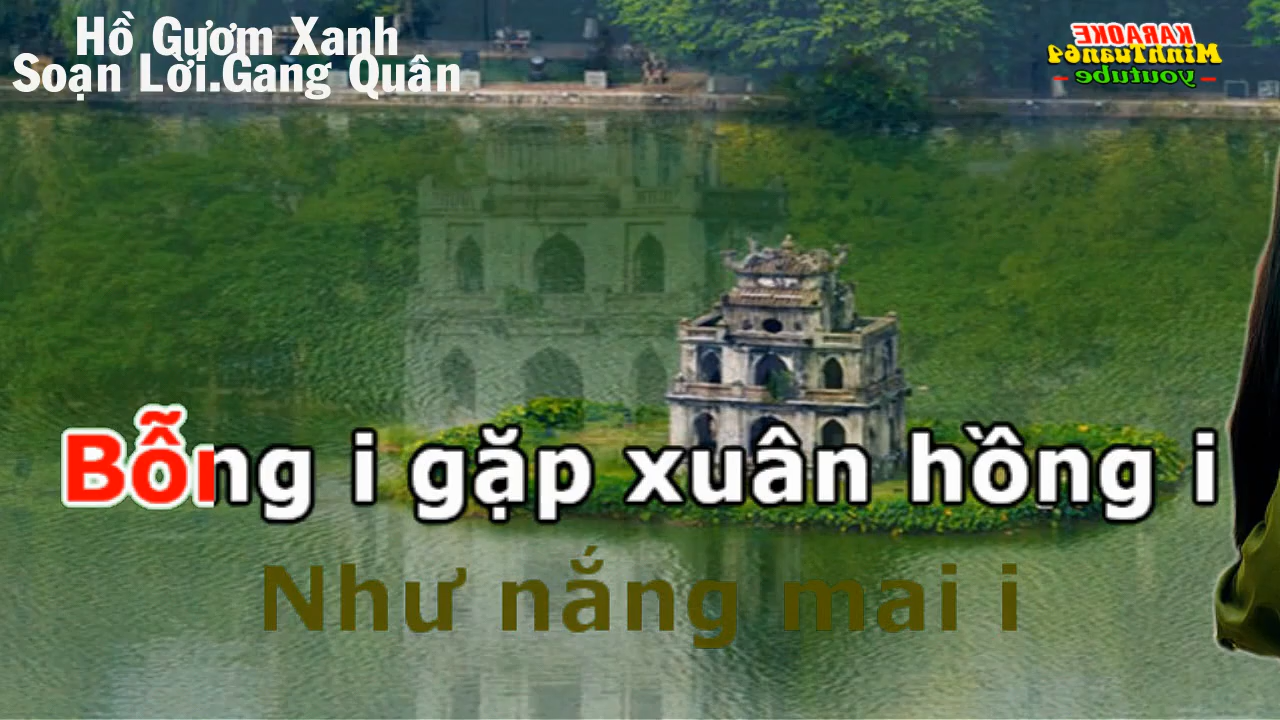 Hồ Gươm Xanh
Soạn Lời.Gang Quân
KARAOKE
MinhTuan64
youtube
Bỗng i gặp xuân hồng i
Như nắng mai i